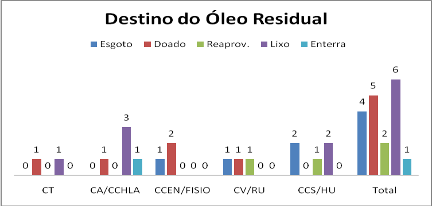 Destino do Óleo Residual
Esgoto Doado Reaprov. Lixo Enterra
0 1 0 1 0 0 1 0 3 1 1 2 0 0 0 1 1 1 0 0 2 0 1 2 0 4 5 2 6 1
CT CA/CCHLA CCEN/FISIO CV/RU CCS/HU Total